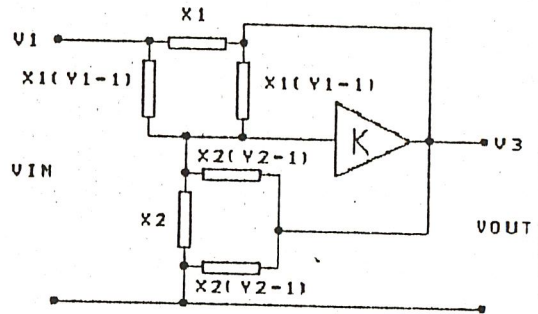 X1
V1
X1(Y1-1)
X1(Y1-1)
K
V3
X2(Y2-1)
VIN
X2
VOUT
X2(Y2-1)